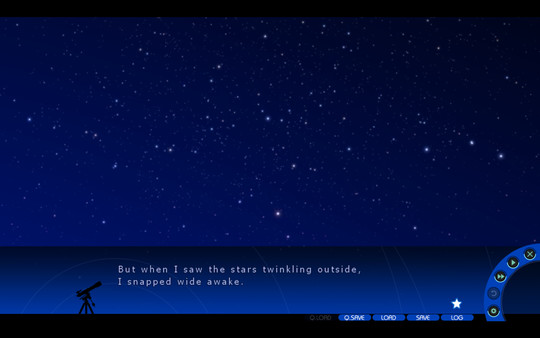 But when I saw the stars twinkling outside,
I snapped wide awake.
Q.LOAD Q.SAVE LOAD SAVE LOG